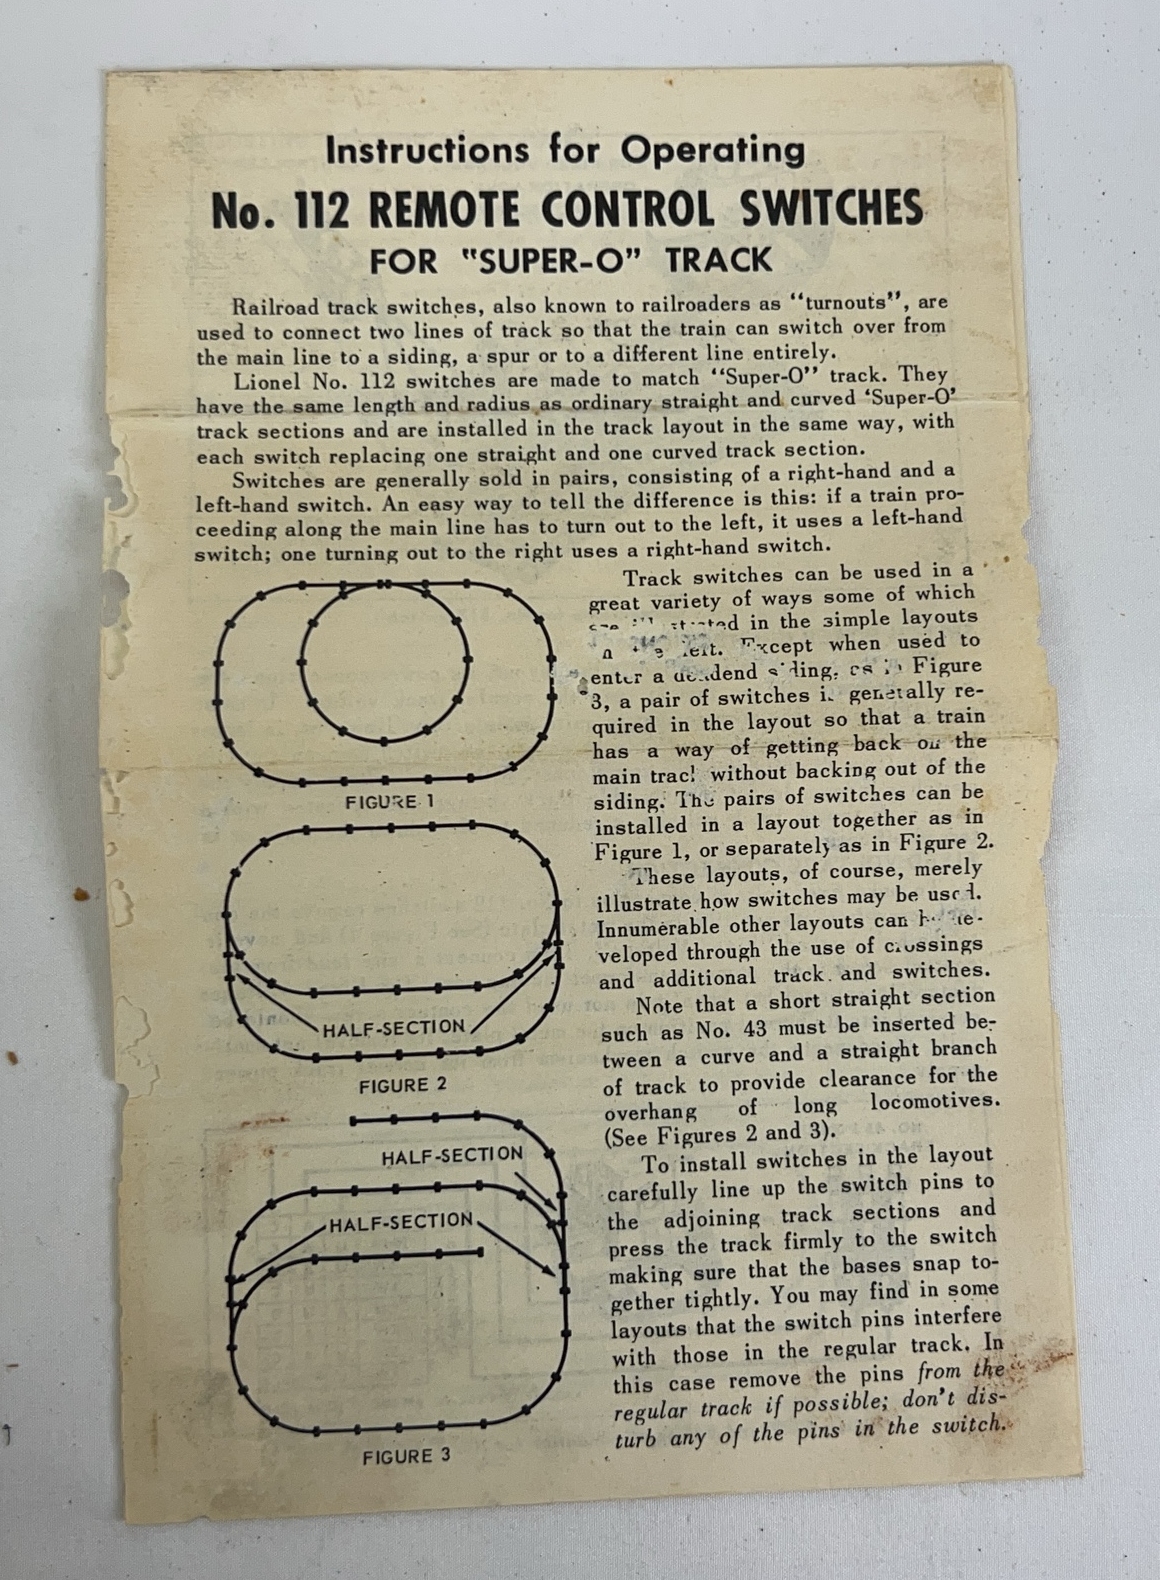 Instructions for Operating
No. 112 REMOTE CONTROL SWITCHES
FOR "SUPER-O" TRACK
Railroad track switches, also known to railroaders as "turnouts", are
used to connect two lines of track so that the train can switch over from
the main line to a siding, a spur or to a different line entirely.
Lionel No. 112 switches are made to match "Super-O" track. They
have the same length and radius as ordinary straight and curved 'Super-O'
track sections and are installed in the track layout in the same way, with
each switch replacing one straight and one curved track section.
Switches are generally sold in pairs, consisting of a right-hand and a
left-hand switch. An easy way to tell the difference is this: if a train pro-
ceeding along the main line has to turn out to the left, it uses a left-hand
switch; one turning out to the right uses a right-hand switch.
Track switches can be used in a
great variety of ways some of which
in the simple layouts
left. Except when used to
enter a deadend siding, as in Figure
3, a pair of switches is generally re-
quired in the layout so that a train
has a way of getting back on the
main track without backing out of the
siding. The pairs of switches can be
installed in a layout together as in
Figure 1, or separately as in Figure 2.
These layouts, of course, merely
illustrate how switches may be used.
Innumerable other layouts can be de-
veloped through the use of crossings
and additional track and switches.
Note that a short straight section
such as No. 43 must be inserted be-
tween a curve and a straight branch
of track to provide clearance for the
overhang of long locomotives.
(See Figures 2 and 3).
To install switches in the layout
carefully line up the switch pins to
the adjoining track sections and
press the track firmly to the switch
making sure that the bases snap to-
gether tightly. You may find in some
layouts that the switch pins interfere
with those in the regular track. In
this case remove the pins from the
regular track if possible; don't dis-
turb any of the pins in the switch.
FIGURE 1
HALF-SECTION
FIGURE 2
HALF-SECTION
HALF-SECTION
FIGURE 3